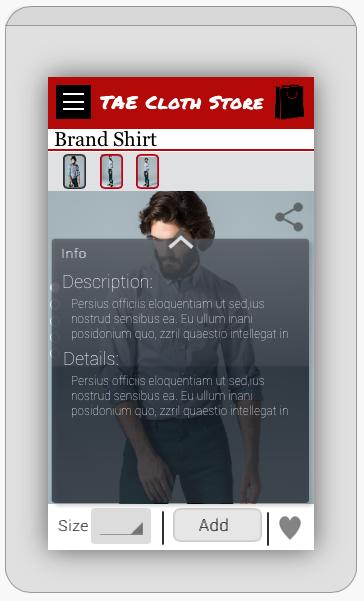 TAE Cloth Store
Brand Shirt
Info
Description:
Persius officiis eloquentiam ut sed,ius
nostrud sensibus ea. Eu ullum inani
posidonium quo, zzril quaestio intellegat in
Details:
Persius officiis eloquentiam ut sed,ius
nostrud sensibus ea. Eu ullum inani
posidonium quo, zzril quaestio intellegat in
Size Add